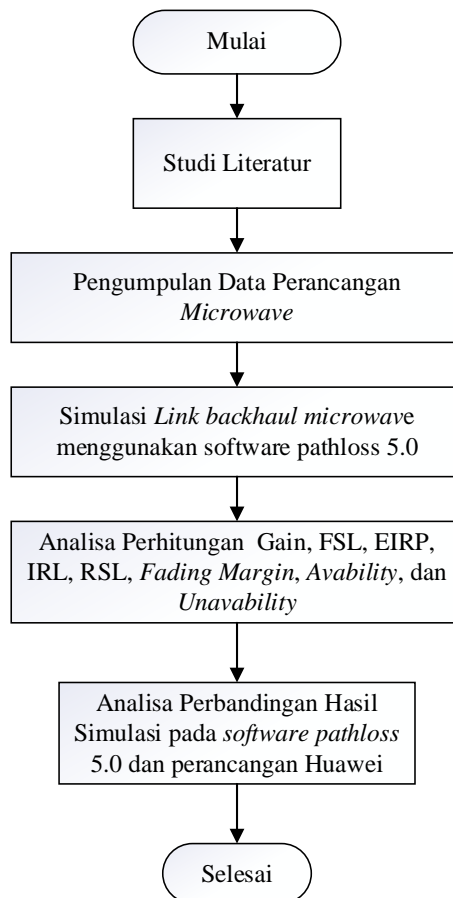 Mulai
Studi Literatur
Pengumpulan Data Perancangan
Microwave
Simulasi Link backhaul microwave
menggunakan software pathloss 5.0
Analisa Perhitungan  Gain, FSL, EIRP,
IRL, RSL, Fading Margin, Avability, dan
Unavability
Analisa Perbandingan Hasil
Simulasi pada software pathloss
5.0 dan perancangan Huawei
Selesai